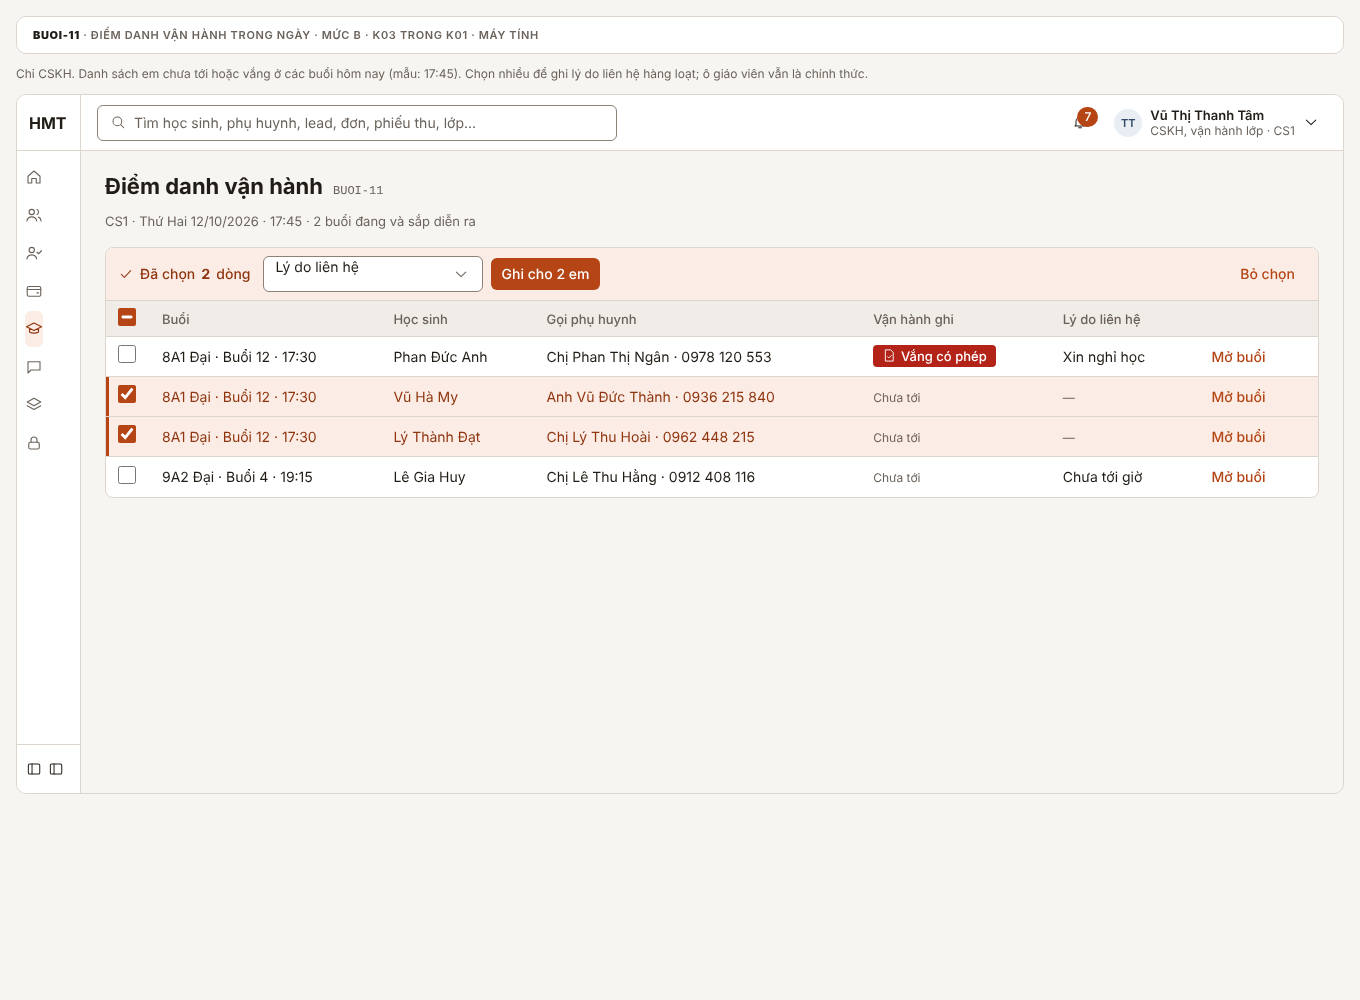 BUOI-11 · ĐIỂM DANH VẬN HÀNH TRONG NGÀY · MỨC B · K03 TRONG K01 · MÁY TÍNH
Chỉ CSKH. Danh sách em chưa tới hoặc vắng ở các buổi hôm nay (mẫu: 17:45). Chọn nhiều để ghi lý do liên hệ hàng loạt; ô giáo viên vẫn là chính thức.
HMT
Tìm học sinh, phụ huynh, lead, đơn, phiếu thu, lớp...
7
TT
Vũ Thị Thanh Tâm
CSKH, vận hành lớp · CS1
Điểm danh vận hành BUOI-11
CS1 · Thứ Hai 12/10/2026 · 17:45 · 2 buổi đang và sắp diễn ra
Đã chọn 2 dòng Lý do liên hệ Ghi cho 2 em Bỏ chọn
Buổi Học sinh Gọi phụ huynh Vận hành ghi Lý do liên hệ
8A1 Đại · Buổi 12 · 17:30 Phan Đức Anh Chị Phan Thị Ngân · 0978 120 553 Vắng có phép Xin nghỉ học Mở buổi
8A1 Đại · Buổi 12 · 17:30 Vũ Hà My Anh Vũ Đức Thành · 0936 215 840 Chưa tới — Mở buổi
8A1 Đại · Buổi 12 · 17:30 Lý Thành Đạt Chị Lý Thu Hoài · 0962 448 215 Chưa tới — Mở buổi
9A2 Đại · Buổi 4 · 19:15 Lê Gia Huy Chị Lê Thu Hằng · 0912 408 116 Chưa tới Chưa tới giờ Mở buổi